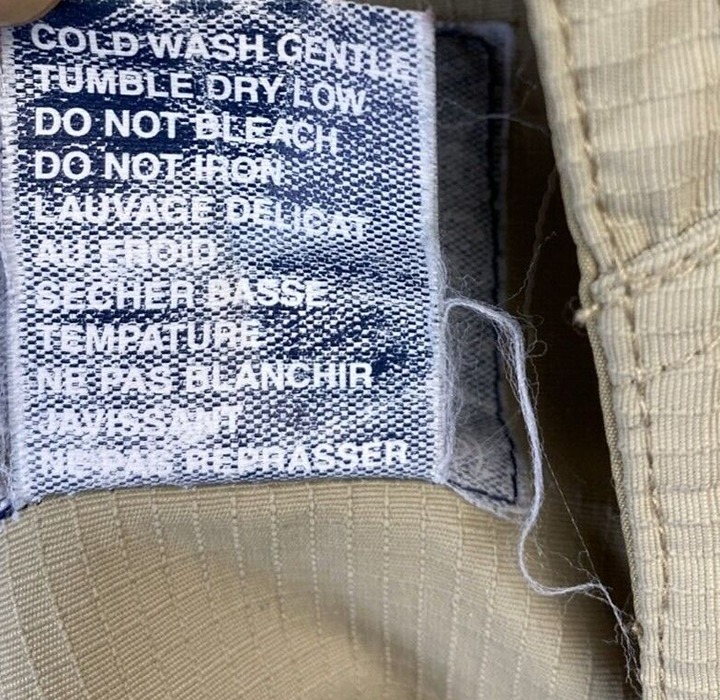 COLD WASH GENTLE
TUMBLE DRY LOW
DO NOT BLEACH
DO NOT IRON
LAUVAGE DELICAT
AU FROID
SECHER BASSE
TEMPATURE
NE PAS BLANCHIR
JAVISSANT
NE PAS REPRASSER